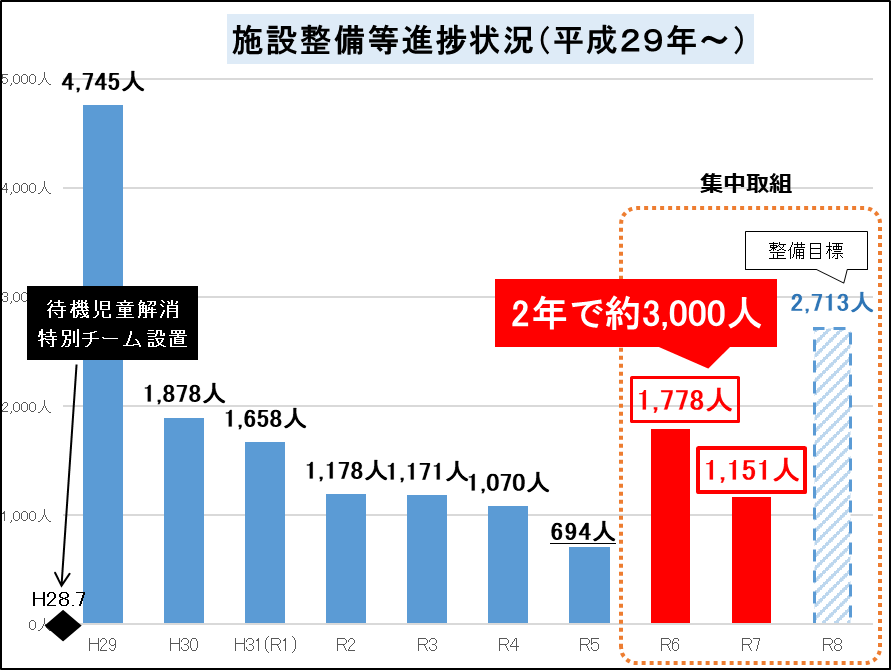 施設整備等進捗状況（平成２９年～）
5,000人
4,745人
4,000人
集中取組
整備目標
3,00
2,713人
待機児童解消
特別チーム設置
2年で約3,000人
2,000人
1,878人
1,658人
1,778人
1,178人
1,171人
1,070人
1,151人
1,000人
694人
H28.7
0人
H29
H30
H31（R1）
R2
R3
R4
R5
R6
R7
R8